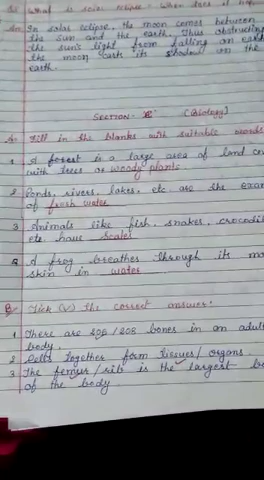 Q. What is solar eclipse? When does it
Ans. In solar eclipse, the moon comes between
the sun and the earth. Thus obstructing
the sun's light from falling on earth
the moon casts its shadow on the
earth.
Section- 'B' (Biology)
Fill in the blanks with suitable words
1 A forest is a large area of land
with trees or woody plants
2 Ponds, rivers, lakes, etc. are the
of fresh water
3 Animals like fish, snakes,
etc. have scales
A frog breathes through its
skin in water
Tick (√) the correct answer:
1 There are 206/208 bones in an
body.
2 Cells together form tissues/organs.
3 The femur/rib is the largest
of the body